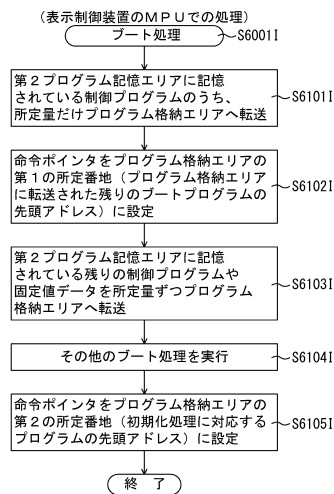 （表示制御装置のＭＰＵでの処理）
ブート処理 S6001I
第２プログラム記憶エリアに記憶
されている制御プログラムのうち、
所定量だけプログラム格納エリアへ転送
S6101I
命令ポインタをプログラム格納エリアの
第１の所定番地（プログラム格納エリア
に転送された残りのブートプログラムの
先頭アドレス）に設定
S6102I
第２プログラム記憶エリアに記憶
されている残りの制御プログラムや
固定値データを所定量ずつプログラム
格納エリアへ転送
S6103I
その他のブート処理を実行 S6104I
命令ポインタをプログラム格納エリアの
第２の所定番地（初期化処理に対応する
プログラムの先頭アドレス）に設定
S6105I
終 了